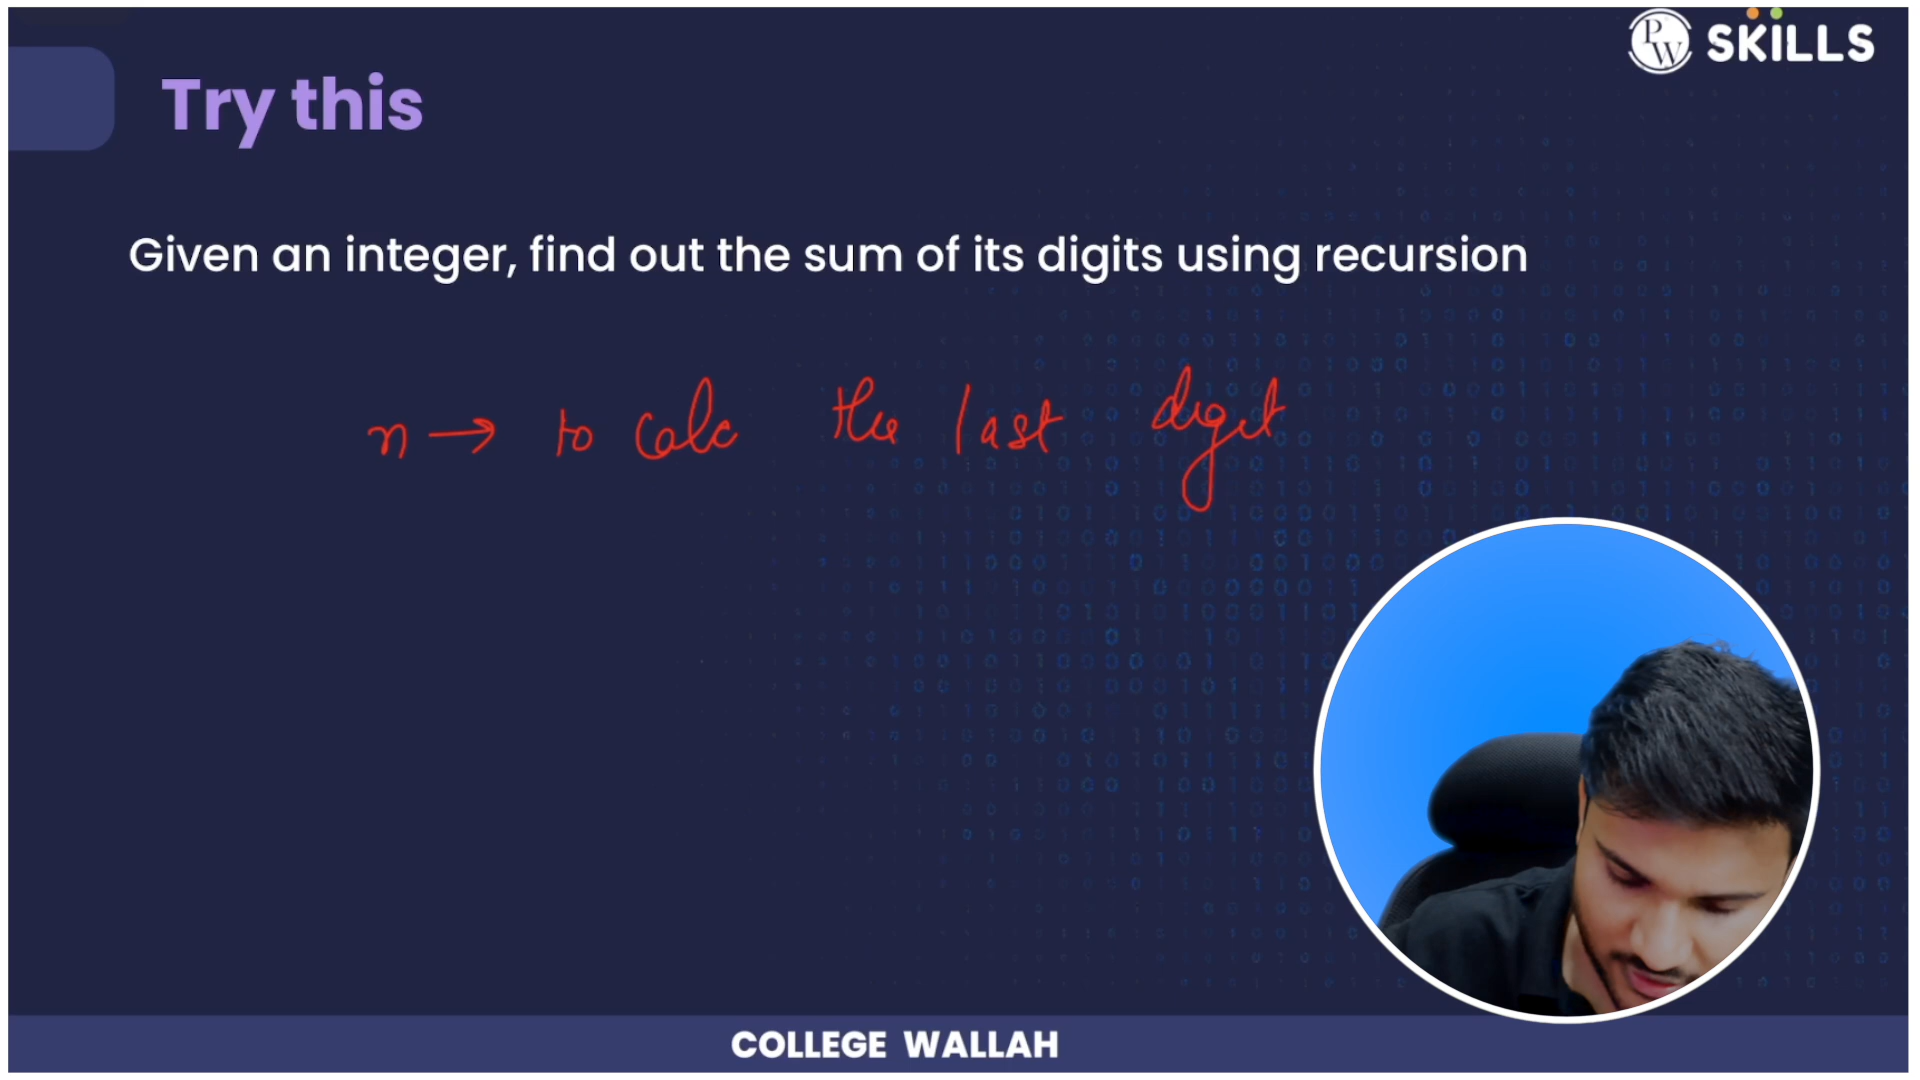 PW SKILLS
Try this
Given an integer, find out the sum of its digits using recursion
n → to calc the last digit
COLLEGE WALLAH